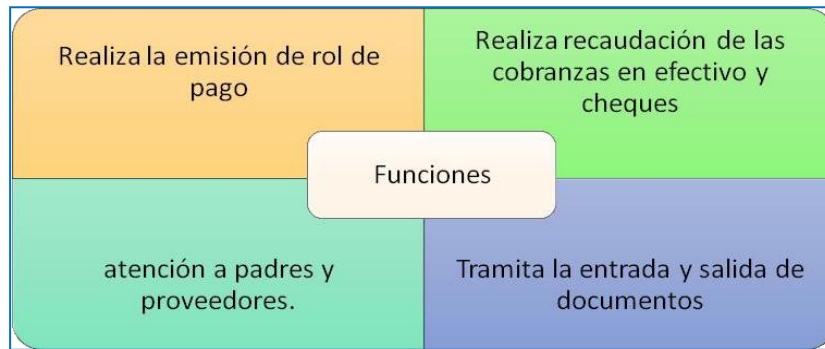 Realiza la emisión de rol de
pago
Realiza recaudación de las
cobranzas en efectivo y
cheques
Funciones
atención a padres y
proveedores.
Tramita la entrada y salida de
documentos